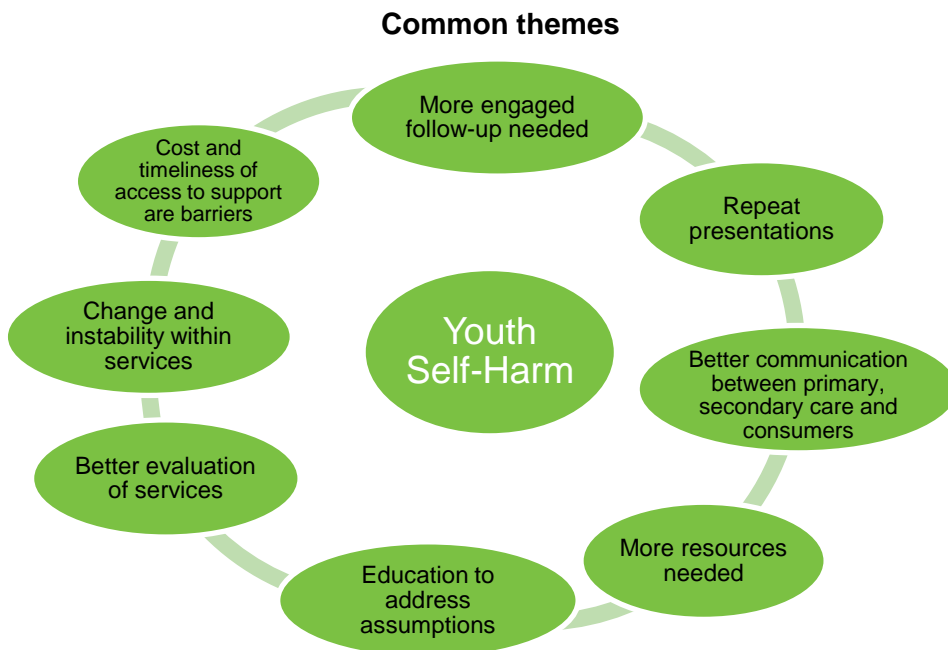 Common themes
More engaged
follow-up needed
Repeat
presentations
Better communication
between primary,
secondary care and
consumers
More resources
needed
Education to
address
assumptions
Better evaluation
of services
Change and
instability within
services
Cost and
timeliness of
access to support
are barriers
Youth
Self-Harm